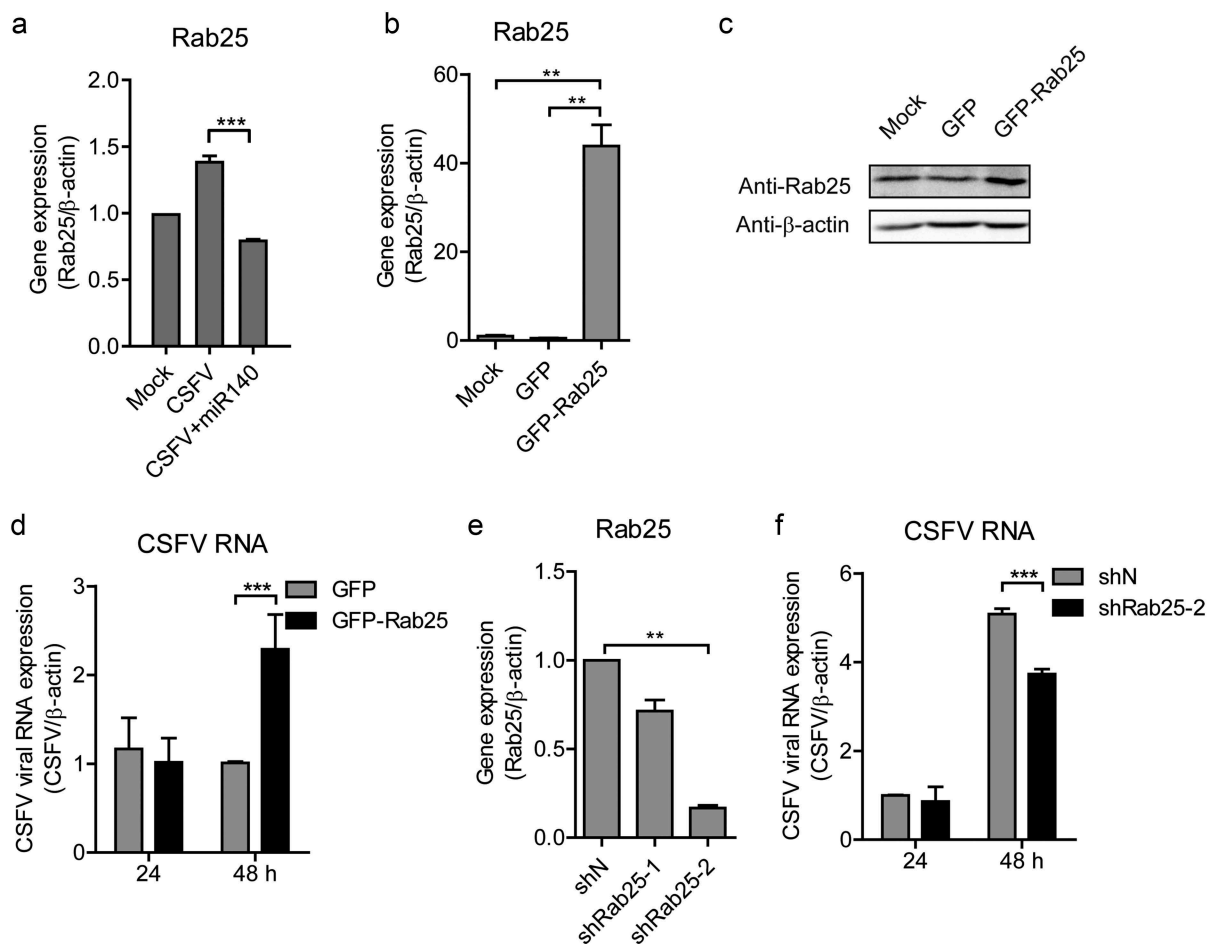 a
Rab25
Gene expression
(Rab25/β-actin)
2.0
1.5
1.0
0.5
0.0
***
Mock
CSFV
CSFV+miR140
b
Rab25
Gene expression
(Rab25/β-actin)
60
40
20
0
**
**
Mock
GFP
GFP-Rab25
c
Mock
GFP
GFP-Rab25
Anti-Rab25
Anti-β-actin
d
CSFV RNA
CSFV viral RNA expression
(CSFV/β-actin)
3
2
1
0
***
GFP
GFP-Rab25
24
48 h
e
Rab25
Gene expression
(Rab25/β-actin)
1.5
1.0
0.5
0.0
**
shN
shRab25-1
shRab25-2
f
CSFV RNA
CSFV viral RNA expression
(CSFV/β-actin)
6
4
2
0
***
shN
shRab25-2
24
48 h